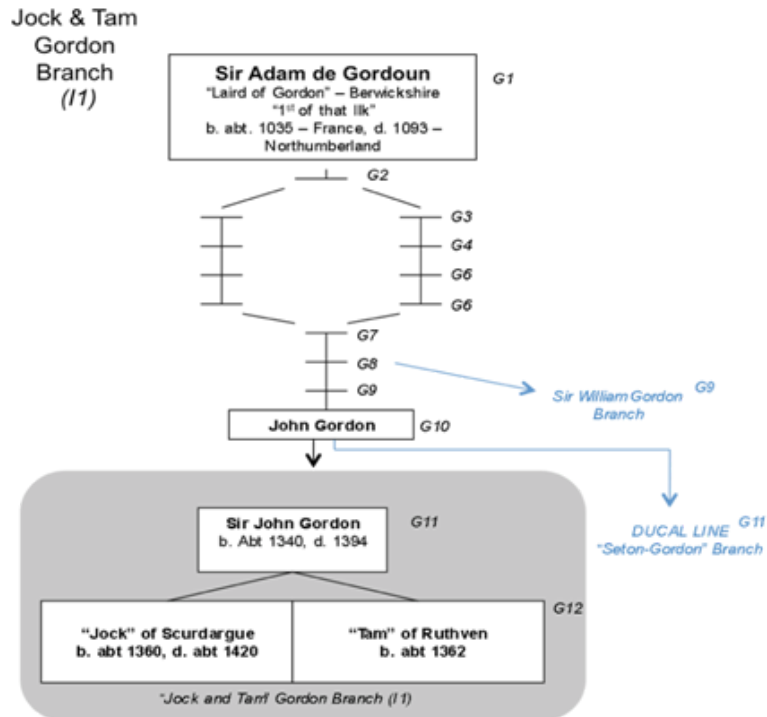 Jock & Tam
Gordon
Branch
(I1)
Sir Adam de Gordoun
G1
"Laird of Gordon" – Berwickshire
"1st of that Ilk"
b. abt. 1035 – France, d. 1093 –
Northumberland
G2
G3
G4
G6
G6
G7
G8
G9
Sir William Gordon G9
Branch
John Gordon
G10
Sir John Gordon
G11
b. Abt 1340, d. 1394
DUCAL LINE G11
"Seton-Gordon" Branch
G12
"Jock" of Scurdargue
b. abt 1360, d. abt 1420
"Tam" of Ruthven
b. abt 1362
"Jock and Tam" Gordon Branch (I1)